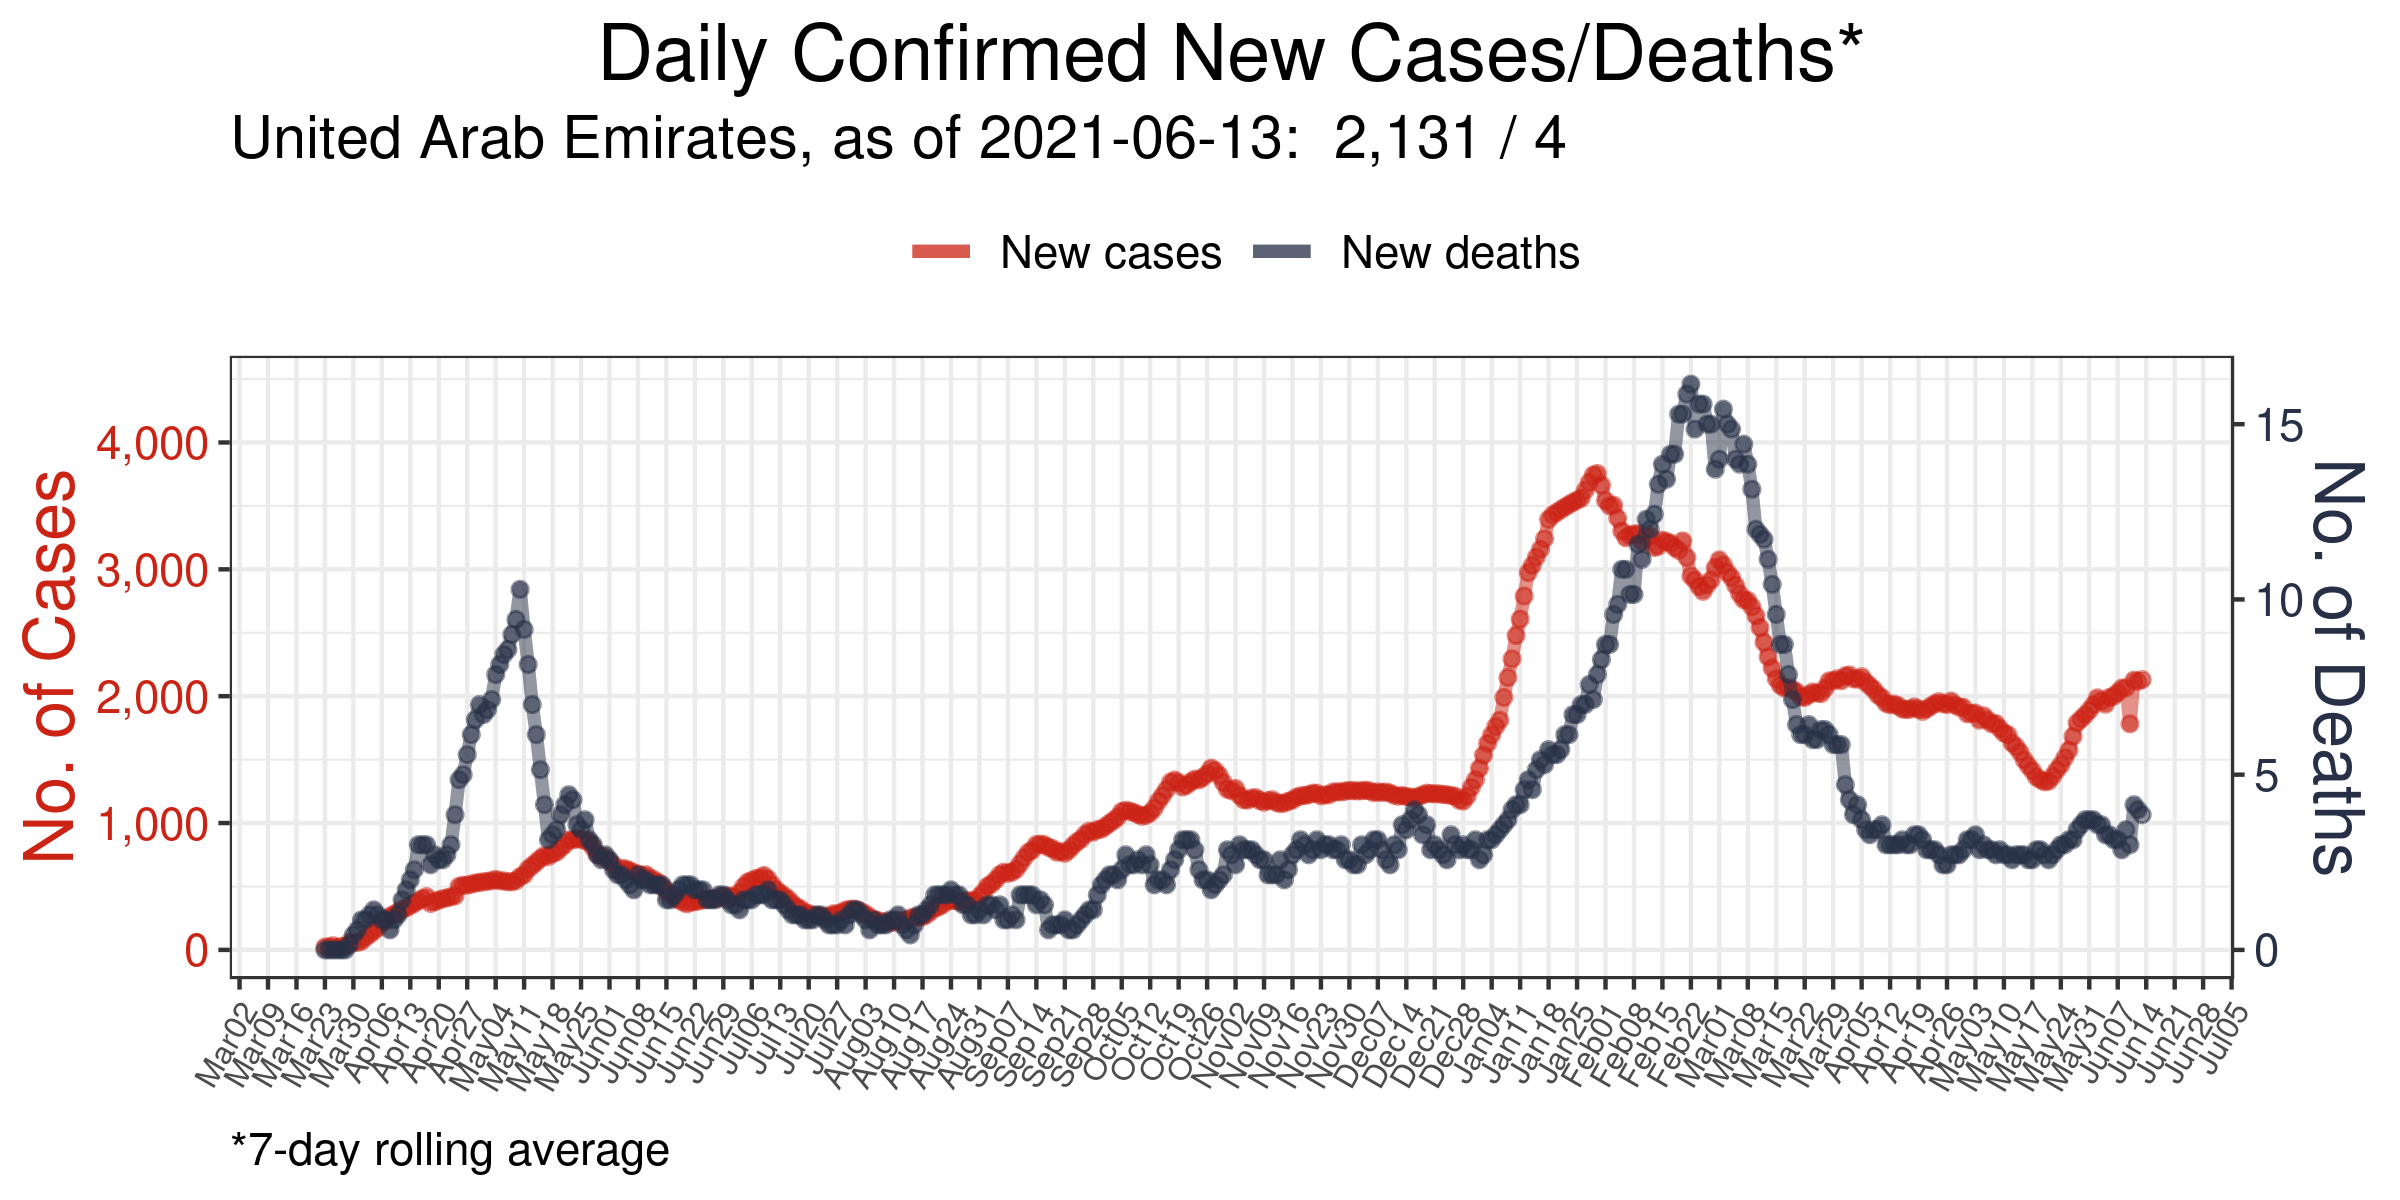 Daily Confirmed New Cases/Deaths*
United Arab Emirates, as of 2021-06-13:  2,131 / 4
New cases
New deaths
No. of Cases
4,000
3,000
2,000
1,000
0
15
10
5
0
No. of Deaths
Mar02
Mar09
Mar16
Mar23
Mar30
Apr06
Apr13
Apr20
Apr27
May04
May11
May18
May25
Jun01
Jun08
Jun15
Jun22
Jun29
Jul06
Jul13
Jul20
Jul27
Aug03
Aug10
Aug17
Aug24
Aug31
Sep07
Sep14
Sep21
Sep28
Oct05
Oct12
Oct19
Oct26
Nov02
Nov09
Nov16
Nov23
Nov30
Dec07
Dec14
Dec21
Dec28
Jan04
Jan11
Jan18
Jan25
Feb01
Feb08
Feb15
Feb22
Mar01
Mar08
Mar15
Mar22
Mar29
Apr05
Apr12
Apr19
Apr26
May03
May10
May17
May24
May31
Jun07
Jun14
Jun21
Jun28
Jul05
*7-day rolling average